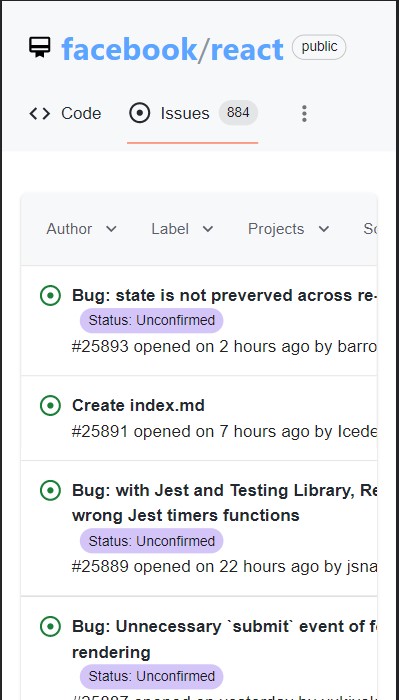 facebook/react public
Code Issues 884
Author Label Projects
Bug: state is not preverved across re-
Status: Unconfirmed
#25893 opened on 2 hours ago by barro
Create index.md
#25891 opened on 7 hours ago by Icede
Bug: with Jest and Testing Library, Re
wrong Jest timers functions
Status: Unconfirmed
#25889 opened on 22 hours ago by jsna
Bug: Unnecessary `submit` event of fo
rendering
Status: Unconfirmed